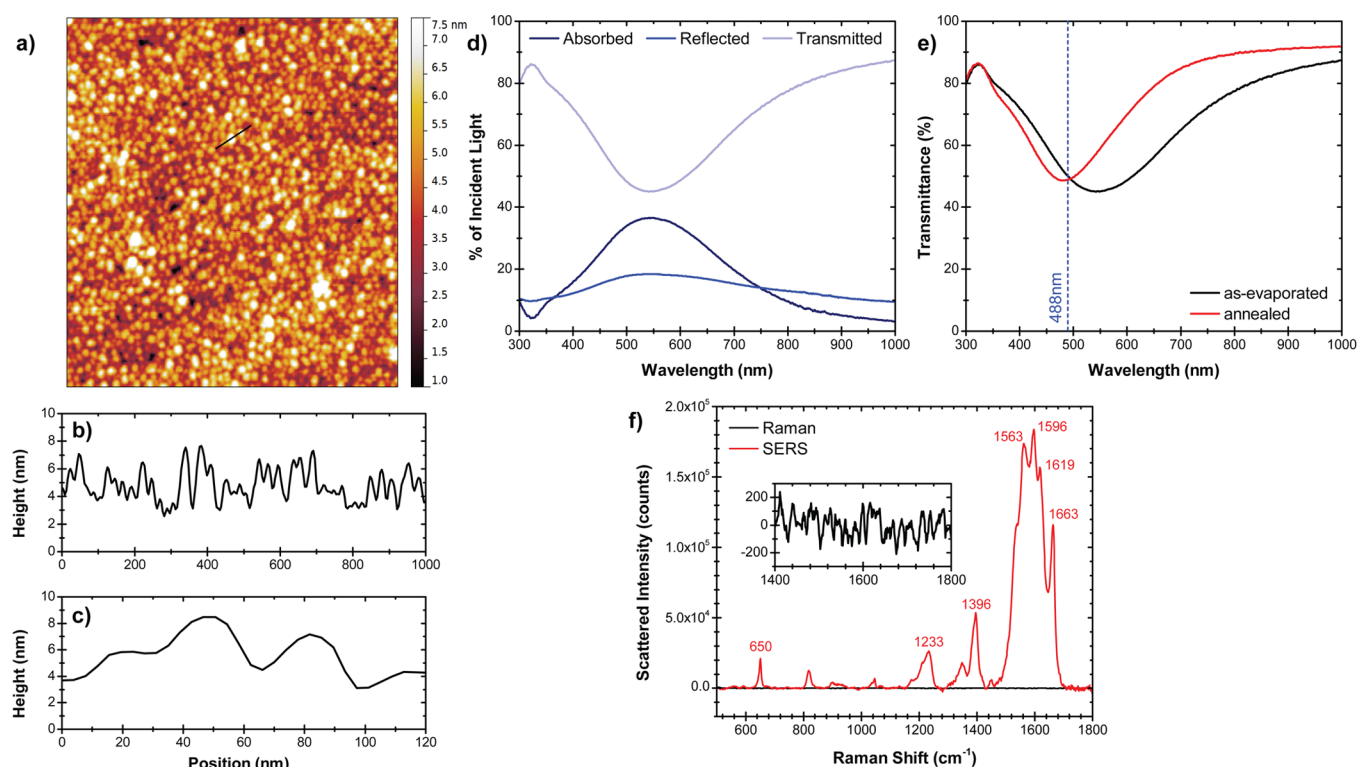 a)
7.5 nm
7.0
6.5
6.0
5.5
5.0
4.5
4.0
3.5
3.0
2.5
2.0
1.5
1.0
b)
Height (nm)
10
8
6
4
2
0
0 200 400 600 800 1000
c)
Height (nm)
10
8
6
4
2
0
0 20 40 60 80 100 120
Position (nm)
d)
Absorbed Reflected Transmitted
% of Incident Light
100
80
60
40
20
0
300 400 500 600 700 800 900 1000
Wavelength (nm)
e)
Transmittance (%)
100
80
60
40
20
0
488nm
as-evaporated
annealed
300 400 500 600 700 800 900 1000
Wavelength (nm)
f)
Raman
SERS
Scattered Intensity (counts)
2.0x10⁵
1.5x10⁵
1.0x10⁵
5.0x10⁴
0.0
200
0
-200
1400 1600 1800
650
1233
1396
1563
1596
1619
1663
600 800 1000 1200 1400 1600 1800
Raman Shift (cm⁻¹)